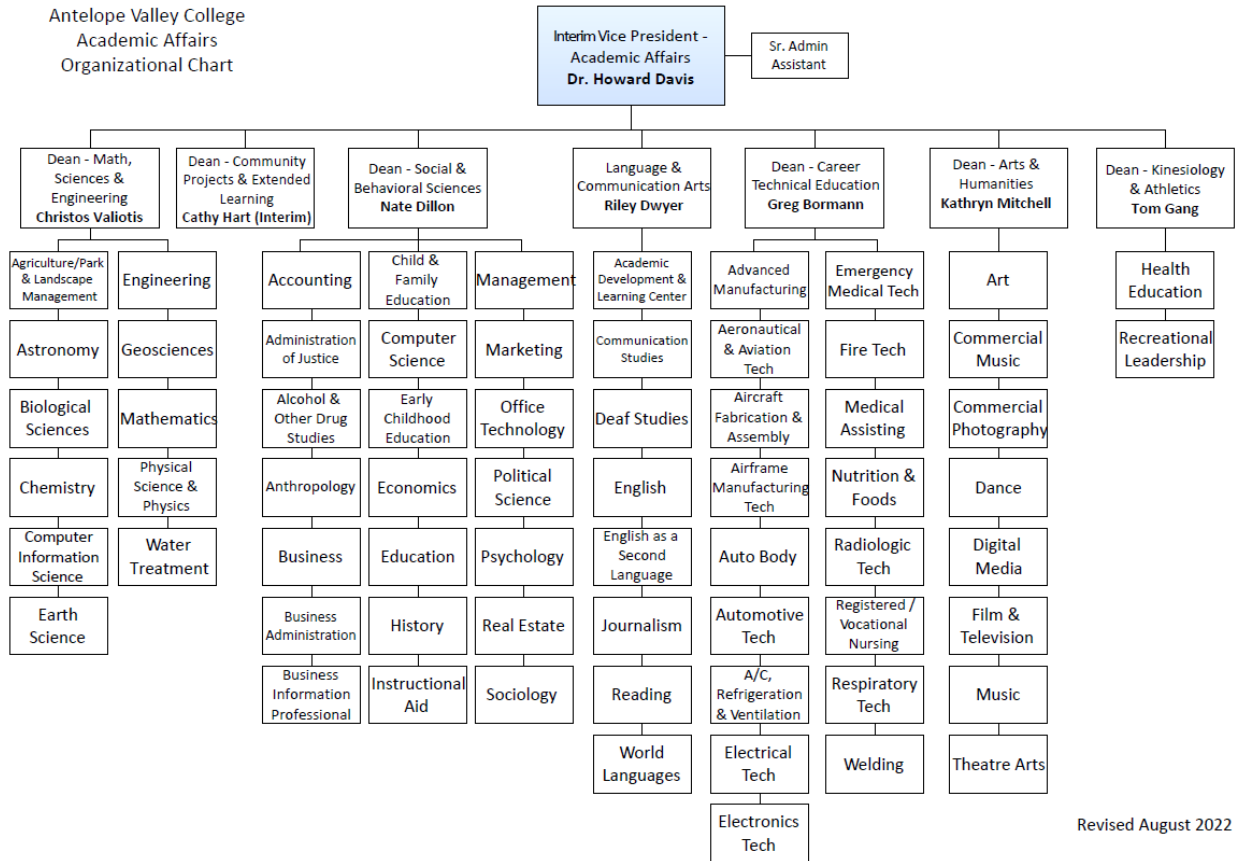 Antelope Valley College
Academic Affairs
Organizational Chart
Interim Vice President -
Academic Affairs
Dr. Howard Davis
Sr. Admin
Assistant
Dean - Math,
Sciences &
Engineering
Christos Valiotis
Dean - Community
Projects & Extended
Learning
Cathy Hart (Interim)
Dean - Social &
Behavioral Sciences
Nate Dillon
Language &
Communication Arts
Riley Dwyer
Dean - Career
Technical Education
Greg Bormann
Dean - Arts &
Humanities
Kathryn Mitchell
Dean - Kinesiology
& Athletics
Tom Gang
Agriculture/Park
& Landscape
Management
Astronomy
Biological
Sciences
Chemistry
Computer
Information
Science
Earth
Science
Engineering
Geosciences
Mathematics
Physical
Science &
Physics
Water
Treatment
Accounting
Administration
of Justice
Alcohol &
Other Drug
Studies
Anthropology
Business
Business
Administration
Business
Information
Professional
Child &
Family
Education
Computer
Science
Early
Childhood
Education
Economics
Education
History
Instructional
Aid
Management
Marketing
Office
Technology
Political
Science
Psychology
Real Estate
Sociology
Academic
Development &
Learning Center
Communication
Studies
Deaf Studies
English
English as a
Second
Language
Journalism
Reading
World
Languages
Advanced
Manufacturing
Aeronautical
& Aviation
Tech
Aircraft
Fabrication &
Assembly
Airframe
Manufacturing
Tech
Auto Body
Automotive
Tech
A/C,
Refrigeration
& Ventilation
Electrical
Tech
Electronics
Tech
Emergency
Medical Tech
Fire Tech
Medical
Assisting
Nutrition &
Foods
Radiologic
Tech
Registered /
Vocational
Nursing
Respiratory
Tech
Welding
Art
Commercial
Music
Commercial
Photography
Dance
Digital
Media
Film &
Television
Music
Theatre Arts
Health
Education
Recreational
Leadership
Revised August 2022